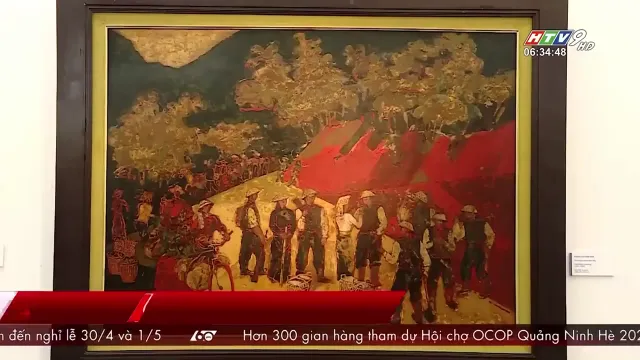 HTV9 HD
06:34:48
n đến nghỉ lễ 30/4 và 1/5 60 Hơn 300 gian hàng tham dự Hội chợ OCOP Quảng Ninh Hè 202